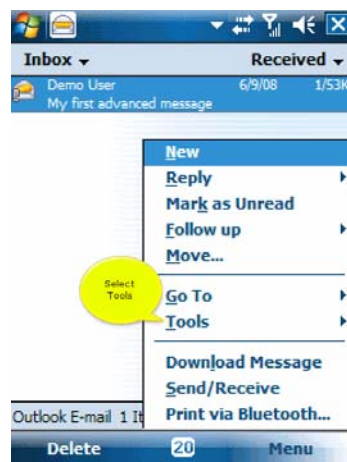 Inbox Received
Demo User 6/9/08 1/53K
My first advanced message
New
Reply
Mark as Unread
Follow up
Move...
Select
Tools
Go To
Tools
Download Message
Send/Receive
Print via Bluetooth...
Outlook E-mail 1 It
Delete 20 Menu